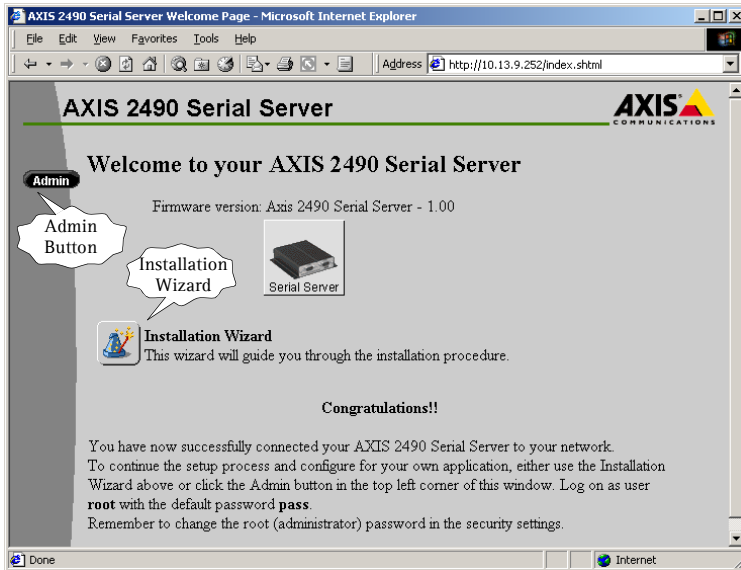 AXIS 2490 Serial Server Welcome Page - Microsoft Internet Explorer
File Edit View Favorites Tools Help
Address http://10.13.9.252/index.shtml
AXIS 2490 Serial Server
AXIS
COMMUNICATIONS
Welcome to your AXIS 2490 Serial Server
Admin
Firmware version: Axis 2490 Serial Server - 1.00
Admin
Button
Installation
Wizard
Serial Server
Installation Wizard
This wizard will guide you through the installation procedure.
Congratulations!!
You have now successfully connected your AXIS 2490 Serial Server to your network.
To continue the setup process and configure for your own application, either use the Installation
Wizard above or click the Admin button in the top left corner of this window. Log on as user
root with the default password pass.
Remember to change the root (administrator) password in the security settings.
Done
Internet